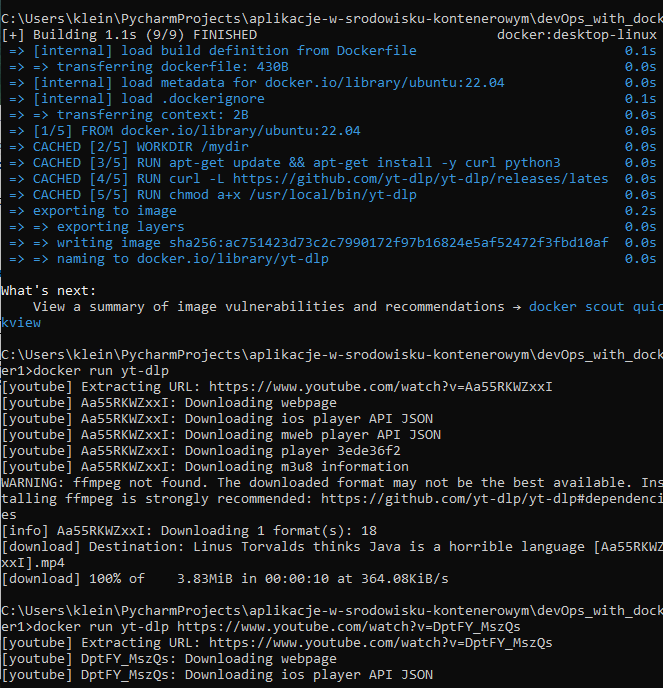 C:\Users\klein\PycharmProjects\aplikacje-w-srodowisku-kontenerowym\devOps_with_dock
[+] Building 1.1s (9/9) FINISHED docker:desktop-linux
=> [internal] load build definition from Dockerfile 0.1s
=> => transferring dockerfile: 430B 0.0s
=> [internal] load metadata for docker.io/library/ubuntu:22.04 0.0s
=> [internal] load .dockerignore 0.1s
=> => transferring context: 2B 0.0s
=> [1/5] FROM docker.io/library/ubuntu:22.04 0.0s
=> CACHED [2/5] WORKDIR /mydir 0.0s
=> CACHED [3/5] RUN apt-get update && apt-get install -y curl python3 0.0s
=> CACHED [4/5] RUN curl -L https://github.com/yt-dlp/yt-dlp/releases/lates 0.0s
=> CACHED [5/5] RUN chmod a+x /usr/local/bin/yt-dlp 0.0s
=> exporting to image 0.2s
=> => exporting layers 0.0s
=> => writing image sha256:ac751423d73c2c7990172f97b16824e5af52472f3fbd10af 0.0s
=> => naming to docker.io/library/yt-dlp 0.0s
What's next:
View a summary of image vulnerabilities and recommendations → docker scout quic
kview
C:\Users\klein\PycharmProjects\aplikacje-w-srodowisku-kontenerowym\devOps_with_dock
er1>docker run yt-dlp
[youtube] Extracting URL: https://www.youtube.com/watch?v=Aa55RKWZxxI
[youtube] Aa55RKWZxxI: Downloading webpage
[youtube] Aa55RKWZxxI: Downloading ios player API JSON
[youtube] Aa55RKWZxxI: Downloading mweb player API JSON
[youtube] Aa55RKWZxxI: Downloading player 3ede36f2
[youtube] Aa55RKWZxxI: Downloading m3u8 information
WARNING: ffmpeg not found. The downloaded format may not be the best available. Ins
talling ffmpeg is strongly recommended: https://github.com/yt-dlp/yt-dlp#dependenci
es
[info] Aa55RKWZxxI: Downloading 1 format(s): 18
[download] Destination: Linus Torvalds thinks Java is a horrible language [Aa55RKWZ
xxI].mp4
[download] 100% of 3.83MiB in 00:00:10 at 364.08KiB/s
C:\Users\klein\PycharmProjects\aplikacje-w-srodowisku-kontenerowym\devOps_with_dock
er1>docker run yt-dlp https://www.youtube.com/watch?v=DptFY_MszQs
[youtube] Extracting URL: https://www.youtube.com/watch?v=DptFY_MszQs
[youtube] DptFY_MszQs: Downloading webpage
[youtube] DptFY_MszQs: Downloading ios player API JSON